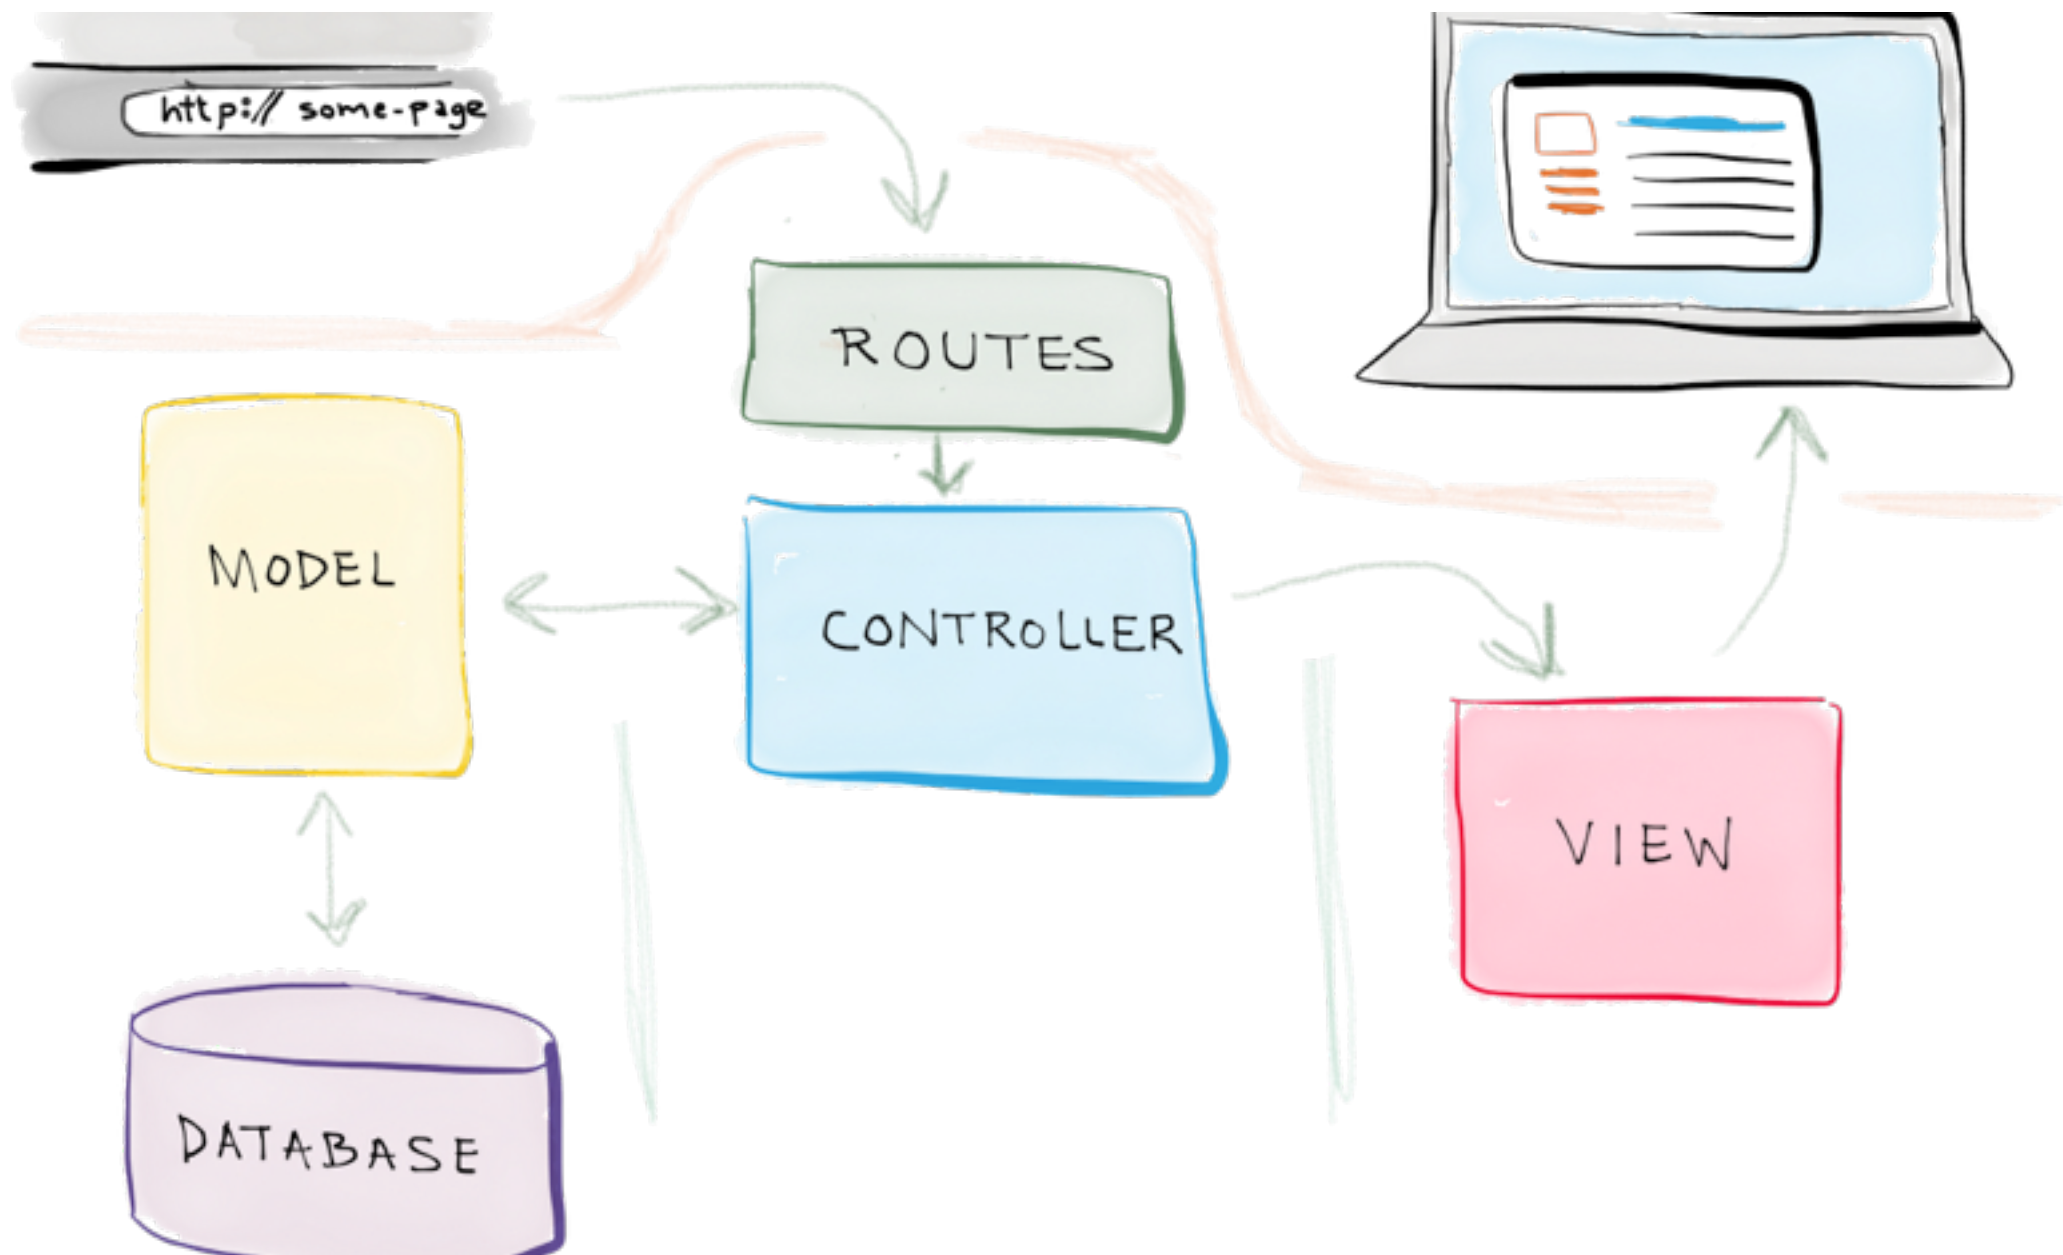 http:// some-page
ROUTES
MODEL
CONTROLLER
VIEW
DATABASE